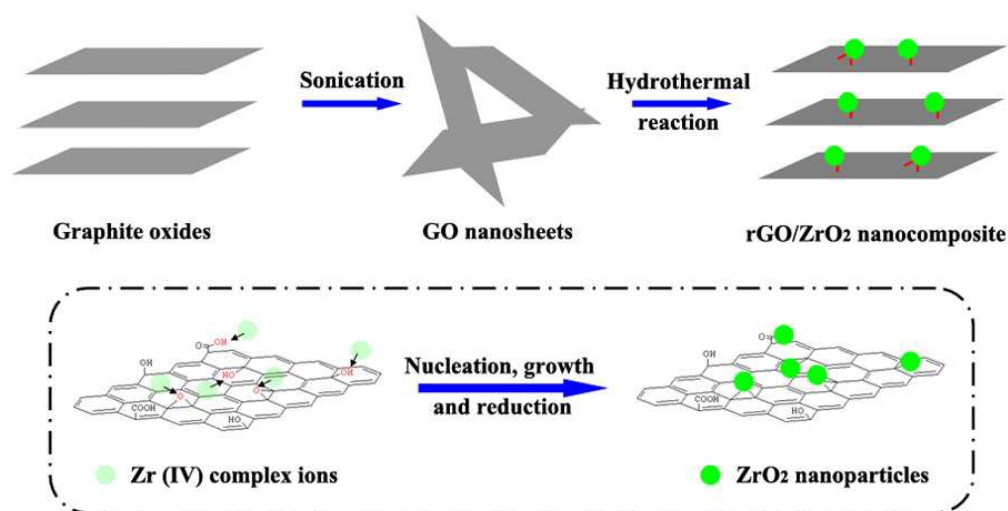 Sonication
Hydrothermal
reaction
Graphite oxides
GO nanosheets
rGO/ZrO₂ nanocomposite
O
OH
OH
HO
OH
O
O
COOH
HO
Nucleation, growth
and reduction
O
OH
COOH
HO
Zr (IV) complex ions
ZrO₂ nanoparticles